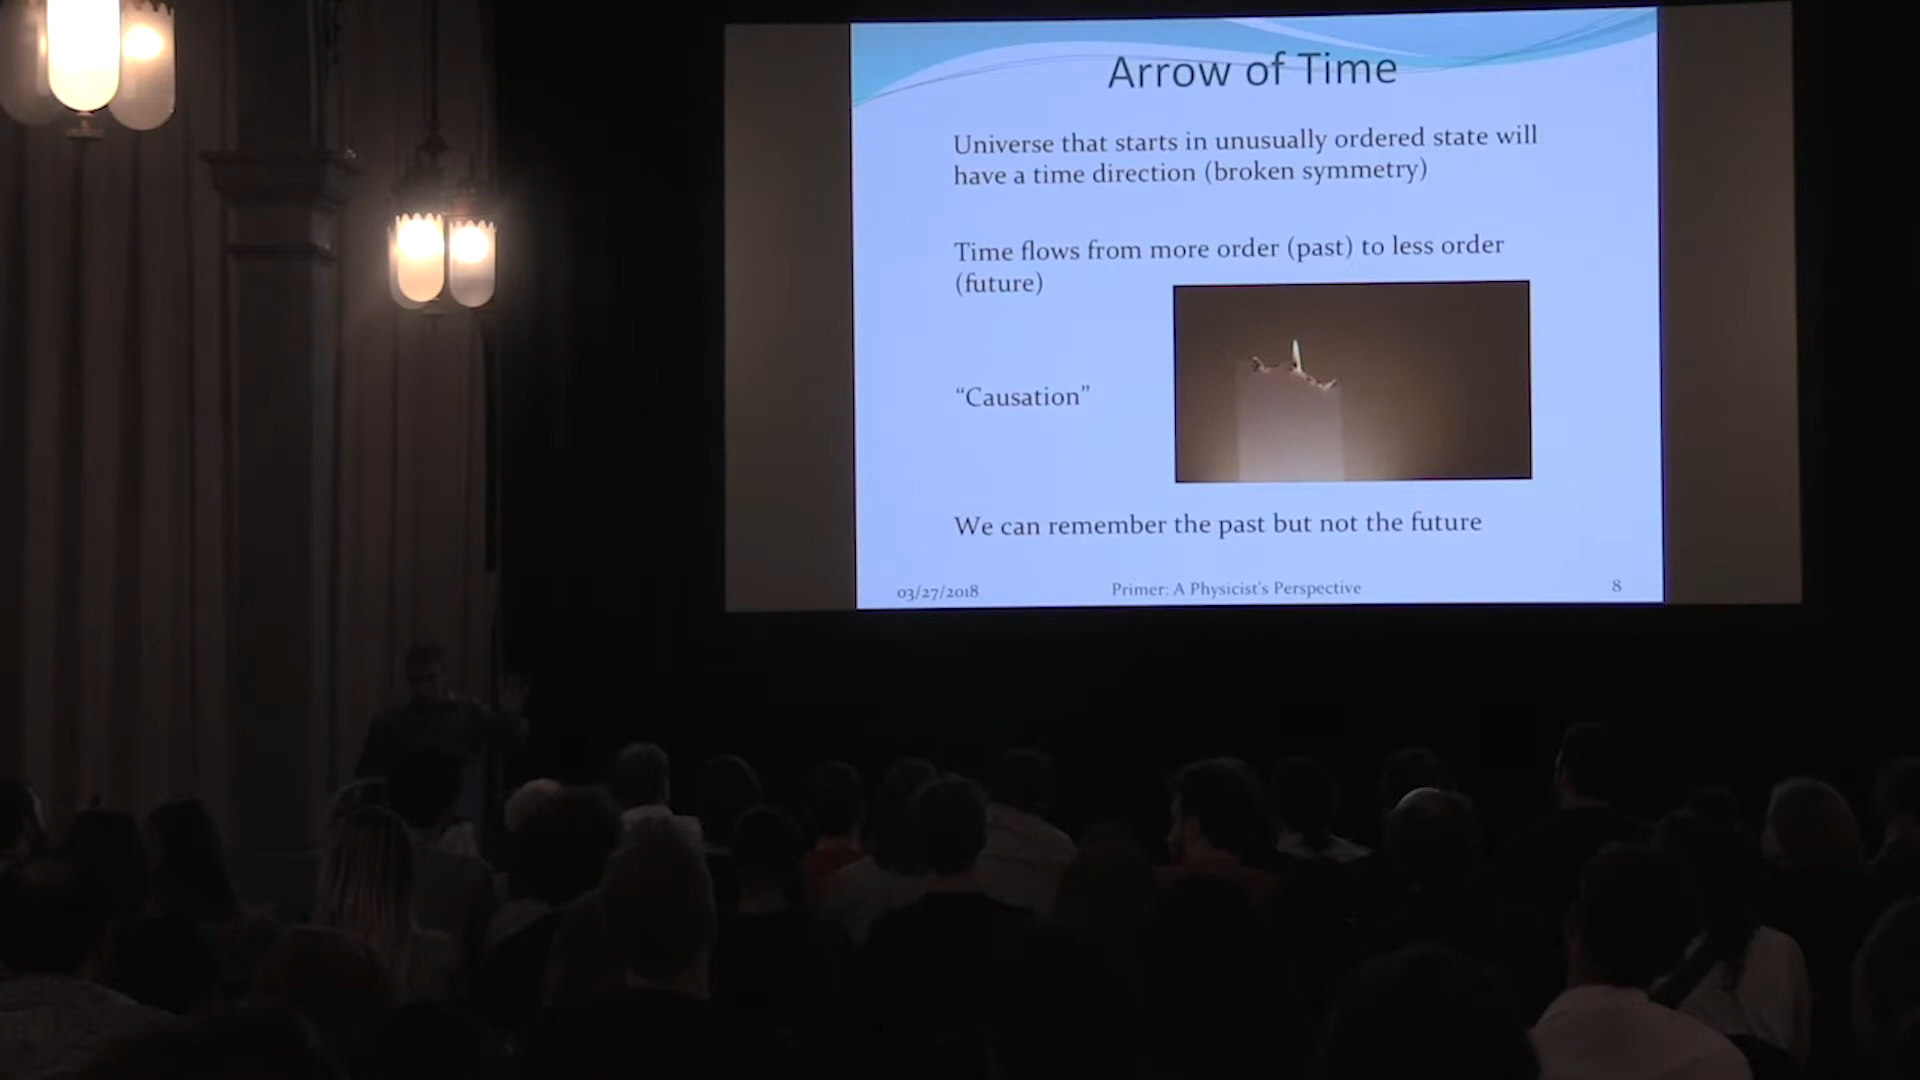 Arrow of Time
Universe that starts in unusually ordered state will
have a time direction (broken symmetry)
Time flows from more order (past) to less order
(future)
“Causation”
We can remember the past but not the future
03/27/2018
Primer: A Physicist's Perspective
8